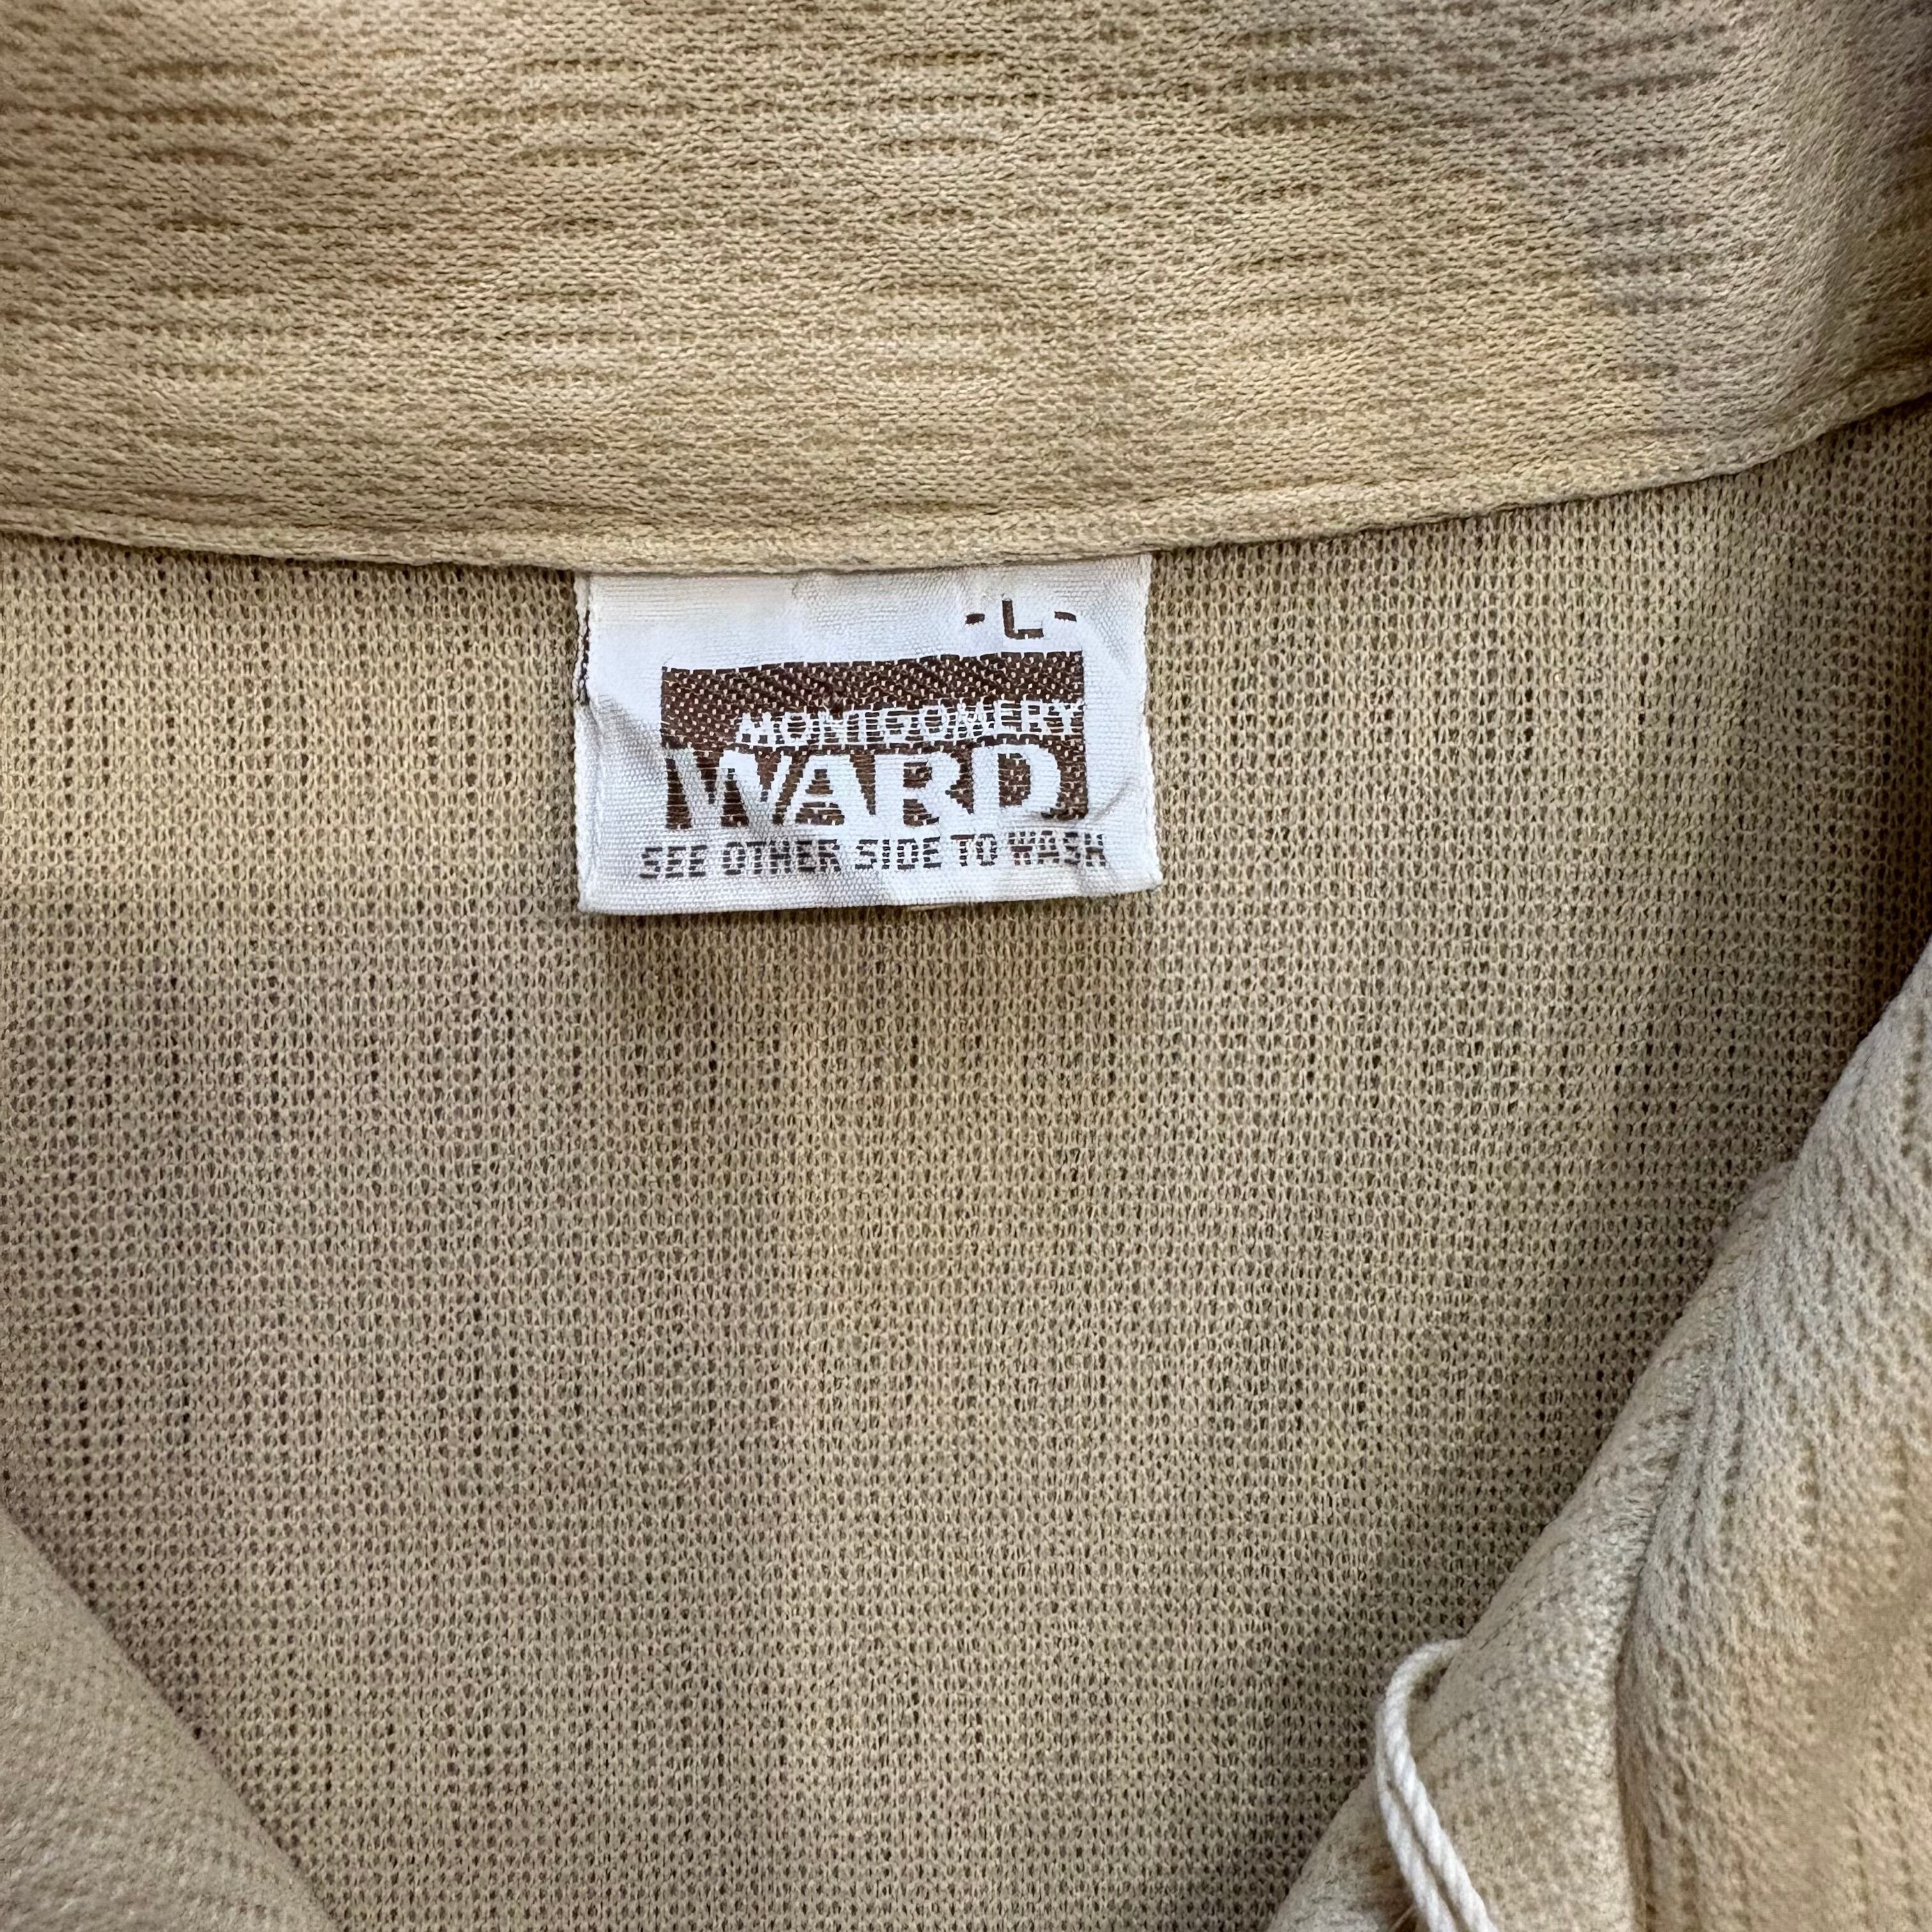 -L-
MONTGOMERY
WARD
SEE OTHER SIDE TO WASH